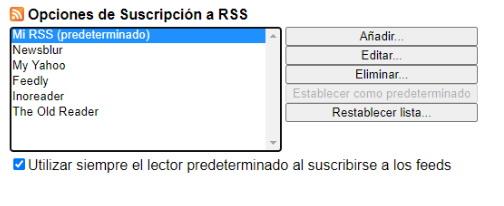 Opciones de Suscripción a RSS
Mi RSS (predeterminado)
Newsblur
My Yahoo
Feedly
Inoreader
The Old Reader
Añadir...
Editar...
Eliminar...
Establecer como predeterminado
Restablecer lista...
Utilizar siempre el lector predeterminado al suscribirse a los feeds